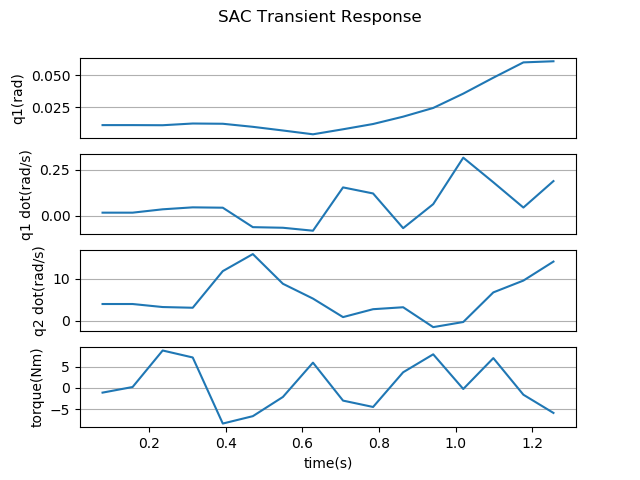 SAC Transient Response
q1(rad)
0.050
0.025
q1 dot(rad/s)
0.25
0.00
q2 dot(rad/s)
10
0
torque(Nm)
5
0
−5
0.2 0.4 0.6 0.8 1.0 1.2
time(s)